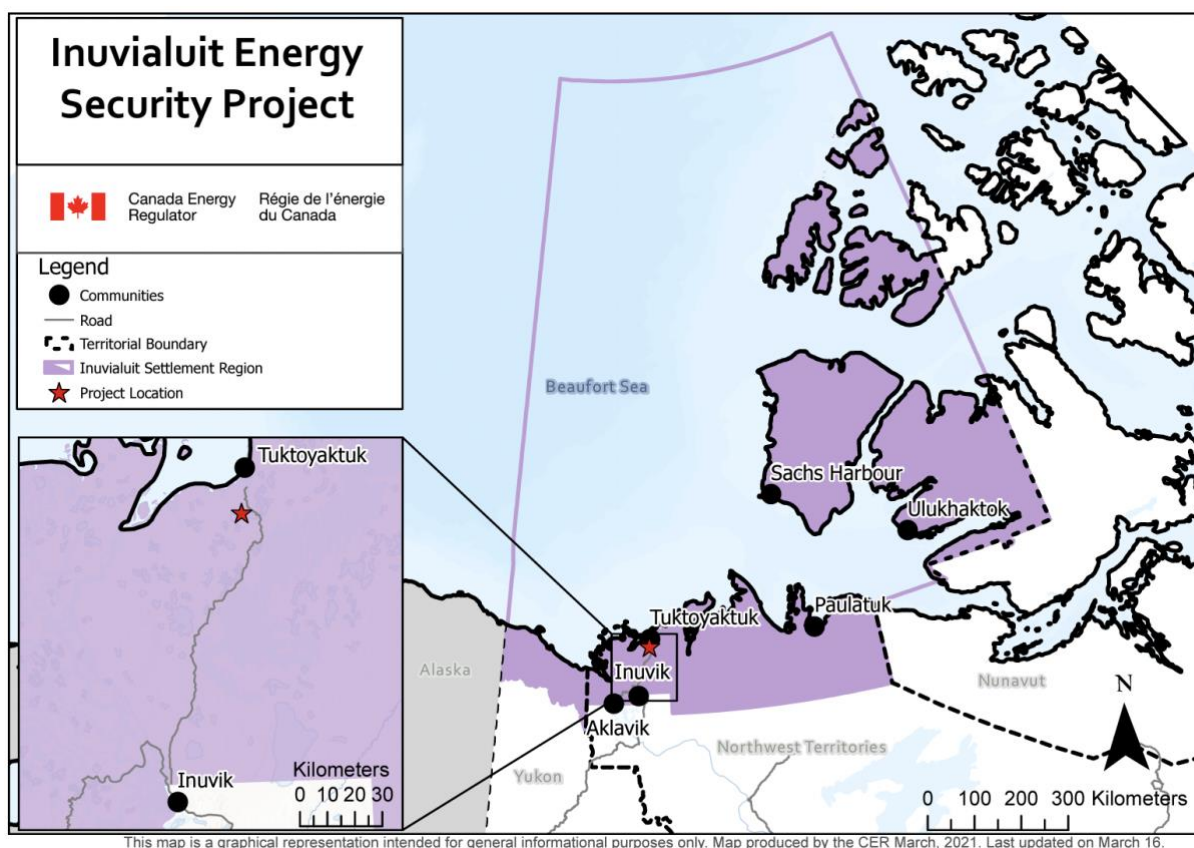 Inuvialuit Energy
Security Project
Canada Energy
Regulator
Régie de l'énergie
du Canada
Legend
Communities
Road
Territorial Boundary
Inuvialuit Settlement Region
Project Location
Tuktoyaktuk
Inuvik
Kilometers
0 10 20 30
Beaufort Sea
Sachs Harbour
Ulukhaktok
Paulatuk
Tuktoyaktuk
Inuvik
Aklavik
Alaska
Yukon
Northwest Territories
Nunavut
N
0 100 200 300 Kilometers
This map is a graphical representation intended for general informational purposes only. Map produced by the CER March, 2021. Last updated on March 16.